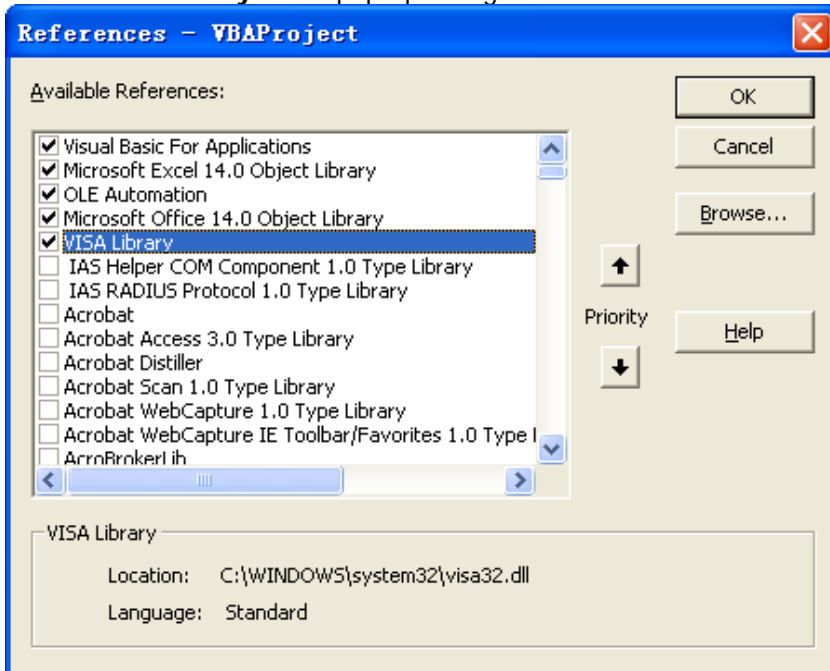 References - VBAProject
Available References:
Visual Basic For Applications
Microsoft Excel 14.0 Object Library
OLE Automation
Microsoft Office 14.0 Object Library
VISA Library
IAS Helper COM Component 1.0 Type Library
IAS RADIUS Protocol 1.0 Type Library
Acrobat
Acrobat Access 3.0 Type Library
Acrobat Distiller
Acrobat Scan 1.0 Type Library
Acrobat WebCapture 1.0 Type Library
Acrobat WebCapture IE Toolbar/Favorites 1.0 Type
AcroBrokerLib
OK
Cancel
Browse...
Priority
Help
VISA Library
Location: C:\WINDOWS\system32\visa32.dll
Language: Standard